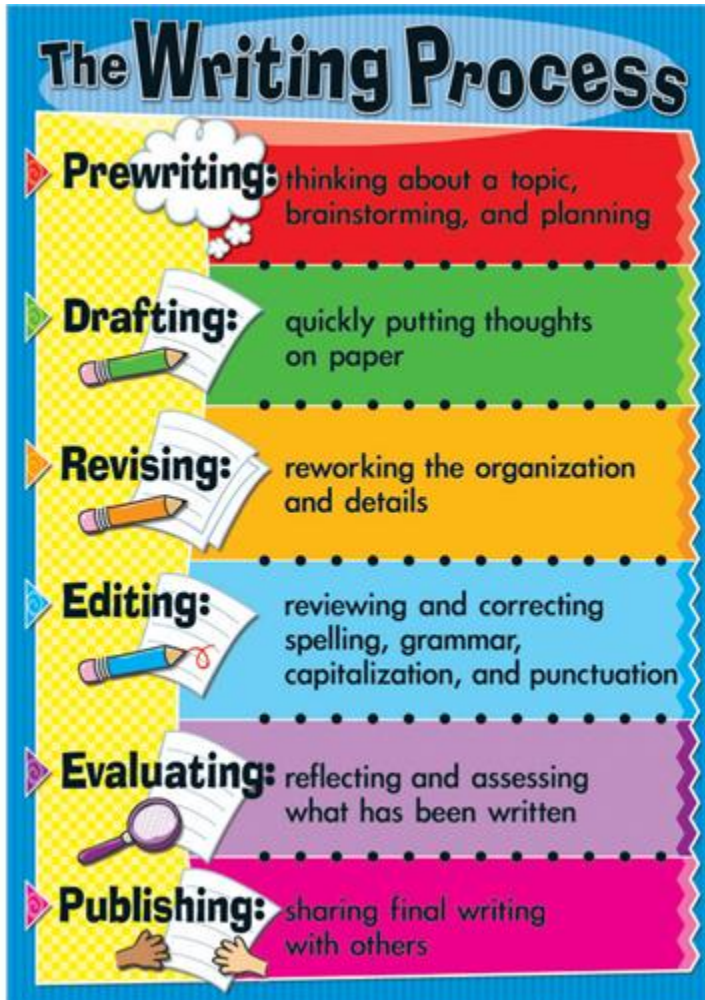 The Writing Process
Prewriting: thinking about a topic,
brainstorming, and planning
Drafting: quickly putting thoughts
on paper
Revising: reworking the organization
and details
Editing: reviewing and correcting
spelling, grammar,
capitalization, and punctuation
Evaluating: reflecting and assessing
what has been written
Publishing: sharing final writing
with others